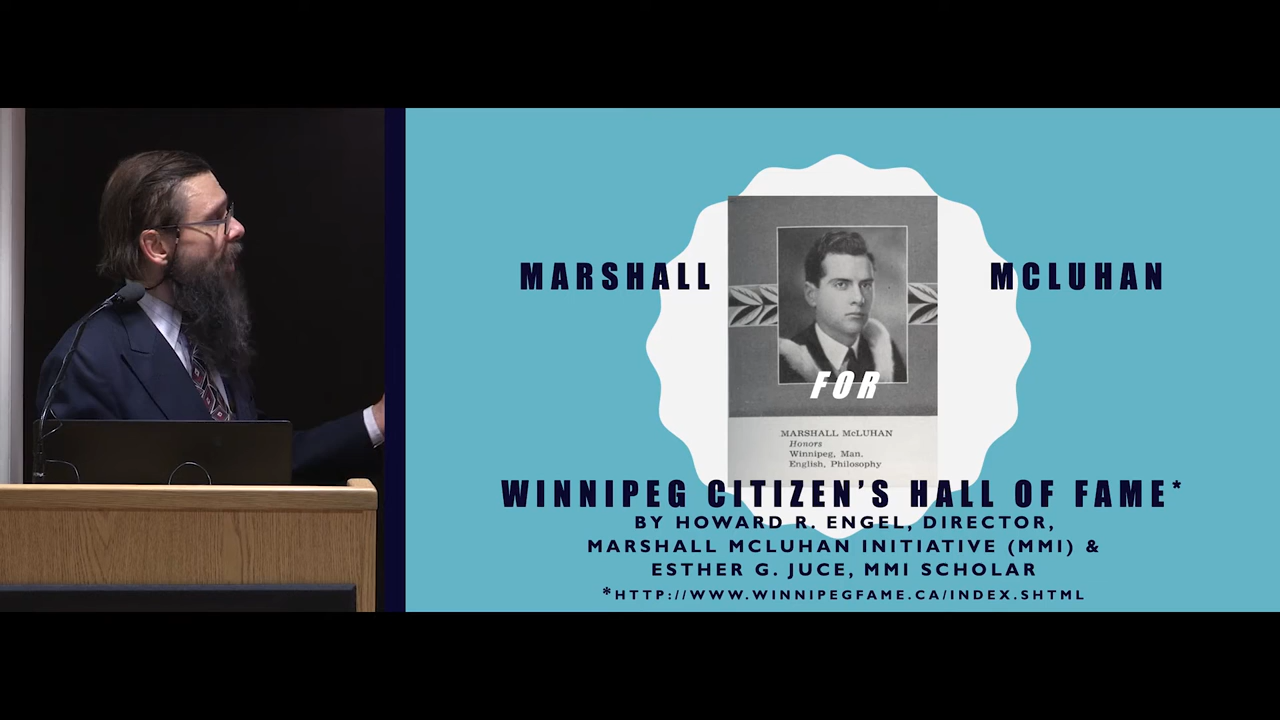 MARSHALL MCLUHAN
FOR
MARSHALL McLUHAN
Honors
Winnipeg, Man.
English, Philosophy
WINNIPEG CITIZEN'S HALL OF FAME*
BY HOWARD R. ENGEL, DIRECTOR,
MARSHALL MCLUHAN INITIATIVE (MMI) &
ESTHER G. JUCE, MMI SCHOLAR
*HTTP://WWW.WINNIPEGFAME.CA/INDEX.SHTML